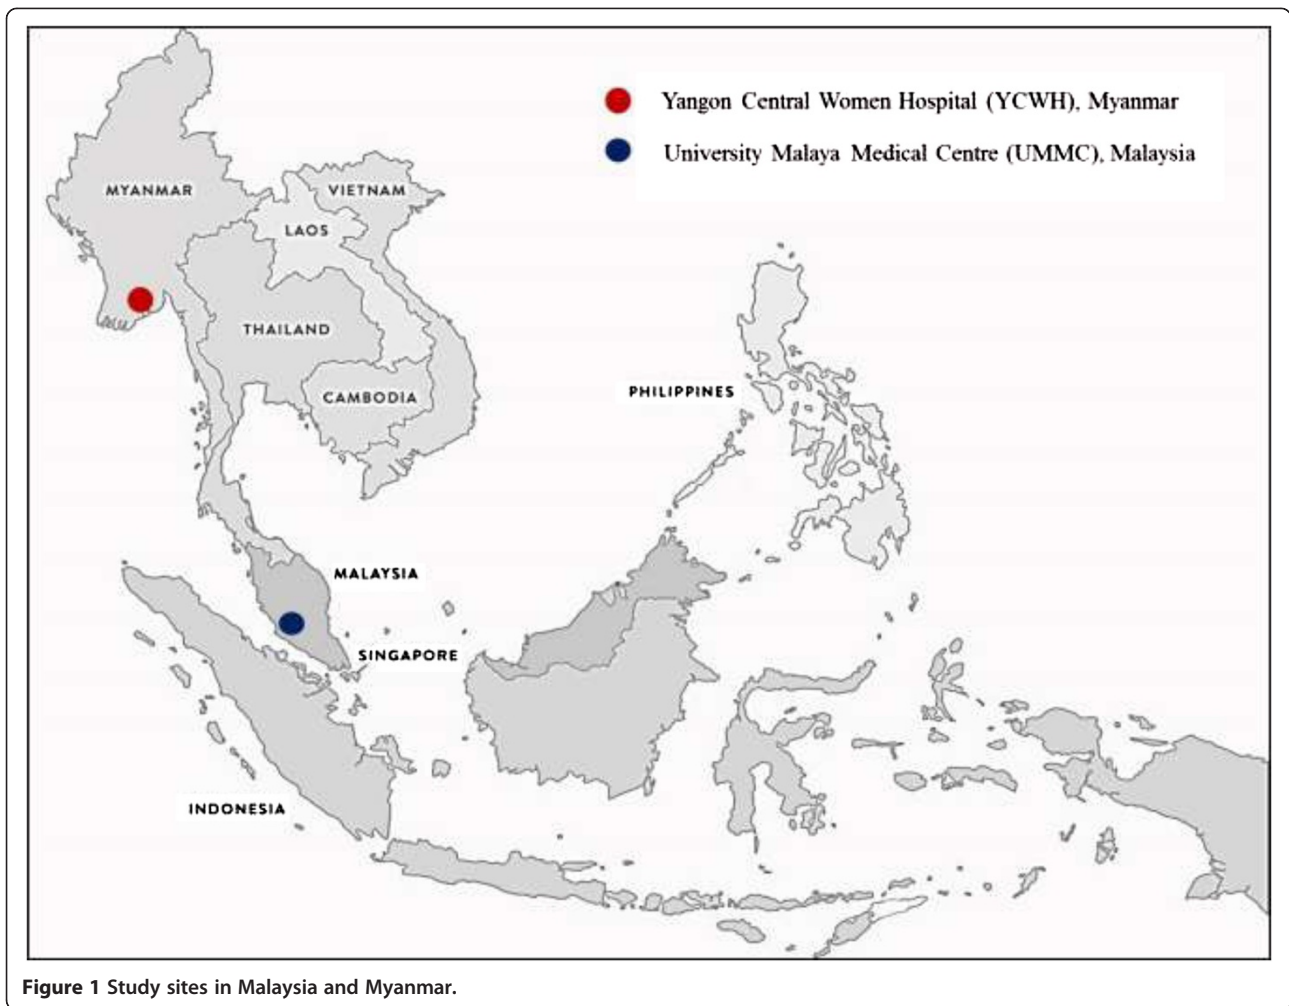 Yangon Central Women Hospital (YCWH), Myanmar
University Malaya Medical Centre (UMMC), Malaysia
MYANMAR
VIETNAM
LAOS
THAILAND
CAMBODIA
PHILIPPINES
MALAYSIA
SINGAPORE
INDONESIA
Figure 1 Study sites in Malaysia and Myanmar.